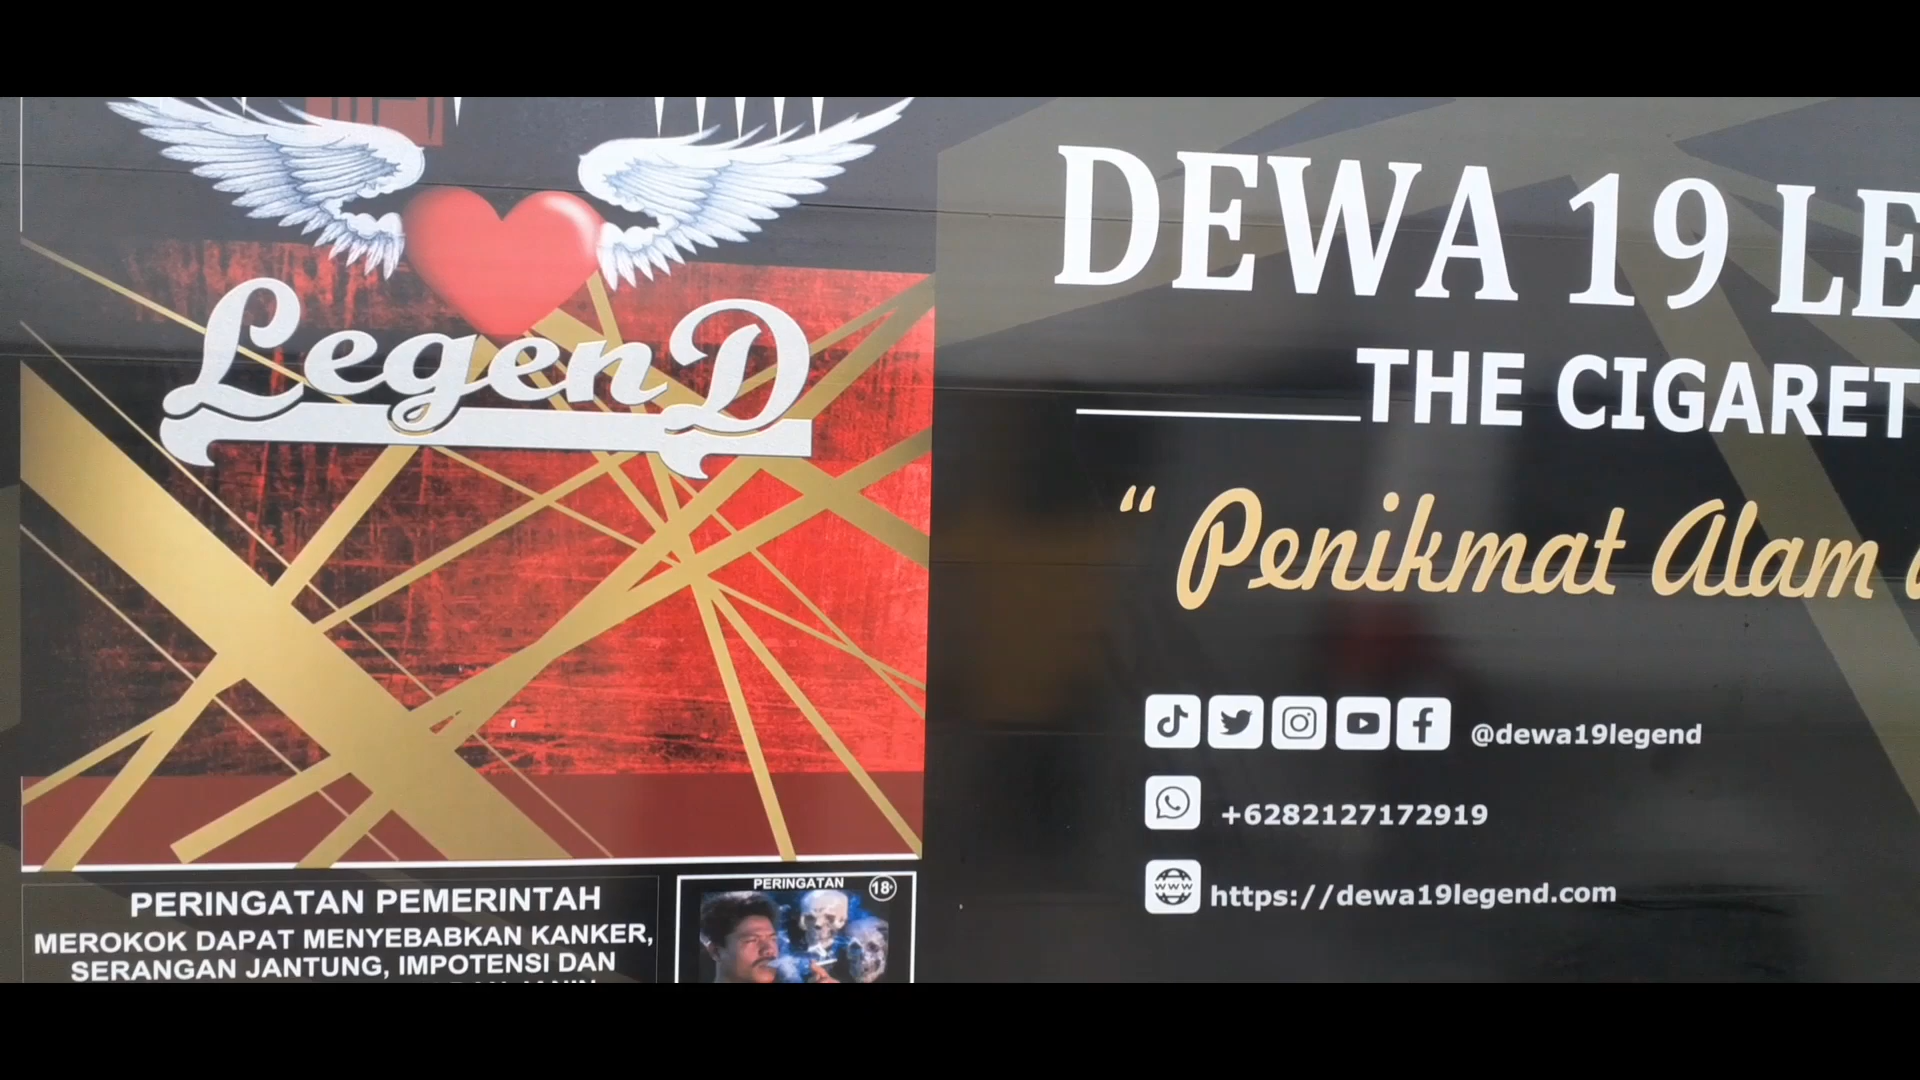 LegenD
PERINGATAN PEMERINTAH
MEROKOK DAPAT MENYEBABKAN KANKER,
SERANGAN JANTUNG, IMPOTENSI DAN
PERINGATAN
18+
DEWA 19 LE
THE CIGARET
“ Penikmat Alam
@dewa19legend
+6282127172919
WWW
https://dewa19legend.com